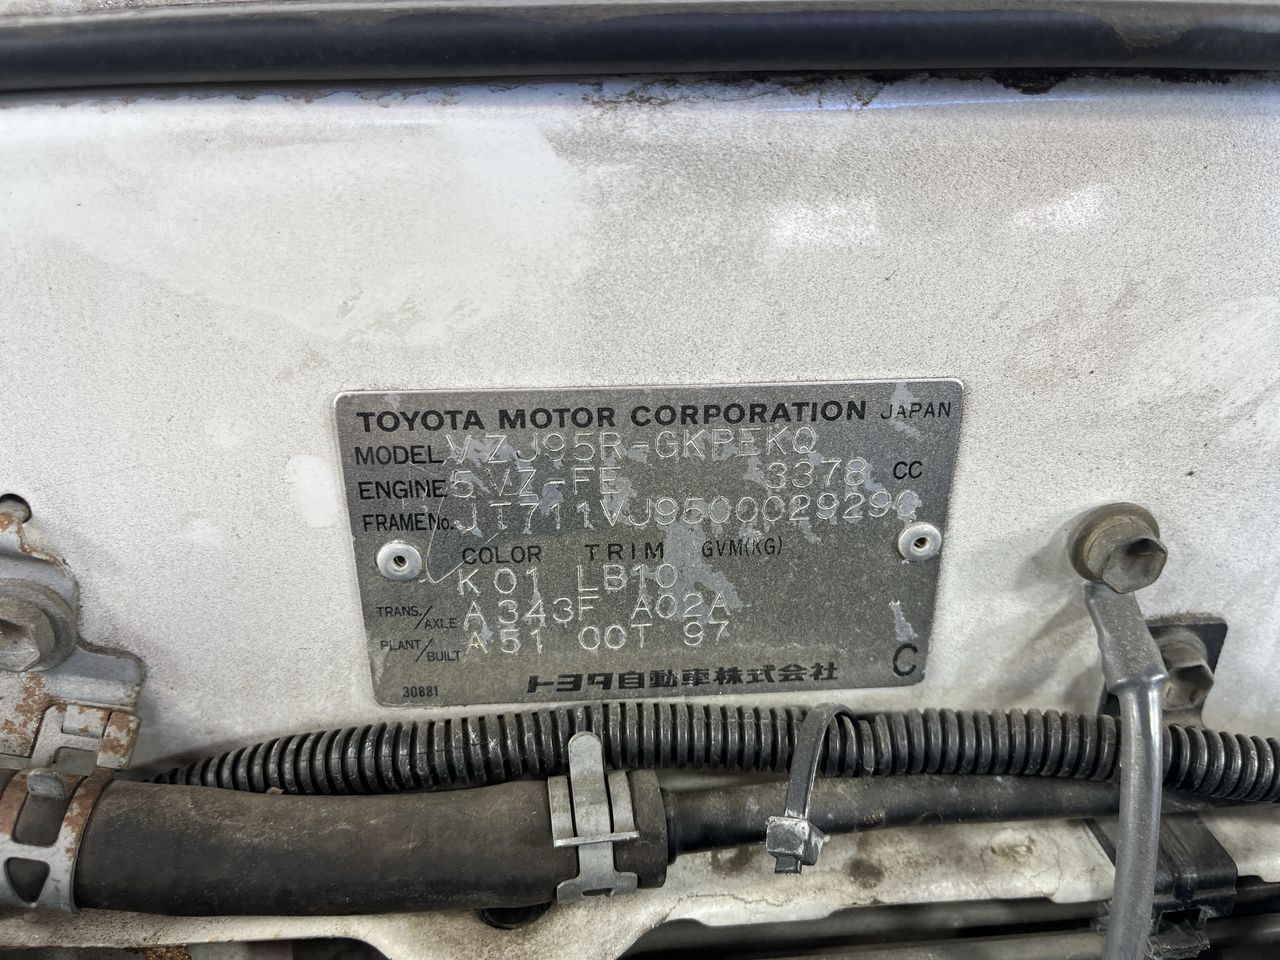 TOYOTA MOTOR CORPORATION JAPAN
MODEL VZJ95R-GKPEKQ
ENGINE 5VZ-FE 3378 CC
FRAME No. JT711VJ9500029290
COLOR TRIM GVM(KG)
K01 LB10
TRANS./AXLE A343F A02A
PLANT/BUILT A51 OCT 97
30881 トヨタ自動車株式会社 C